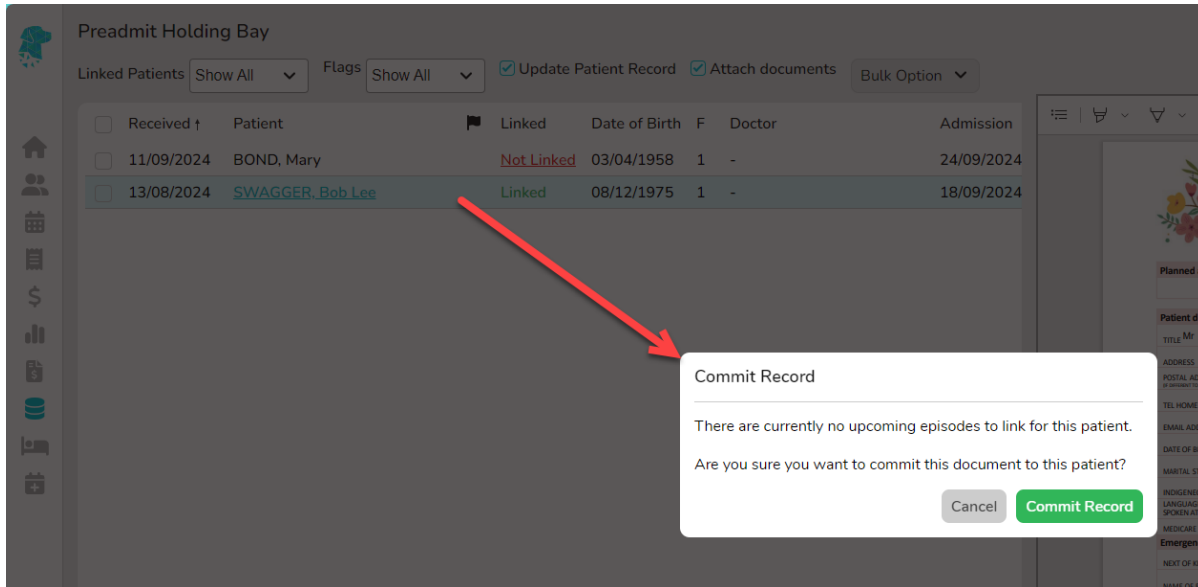 Preadmit Holding Bay
Linked Patients Show All Flags Show All Update Patient Record Attach documents Bulk Option
Received ↑ Patient Linked Date of Birth F Doctor Admission
11/09/2024 BOND, Mary Not Linked 03/04/1958 1 - 24/09/2024
13/08/2024 SWAGGER, Bob Lee Linked 08/12/1975 1 - 18/09/2024
Commit Record
There are currently no upcoming episodes to link for this patient.
Are you sure you want to commit this document to this patient?
Cancel Commit Record
Planned
Patient d
TITLE Mr
ADDRESS
POSTAL AD
TEL HOME
EMAIL ADD
DATE OF B
MARITAL ST
INDIGENE
LANGUAG
SPOKEN AT
MEDICARE
Emergen
NEXT OF K